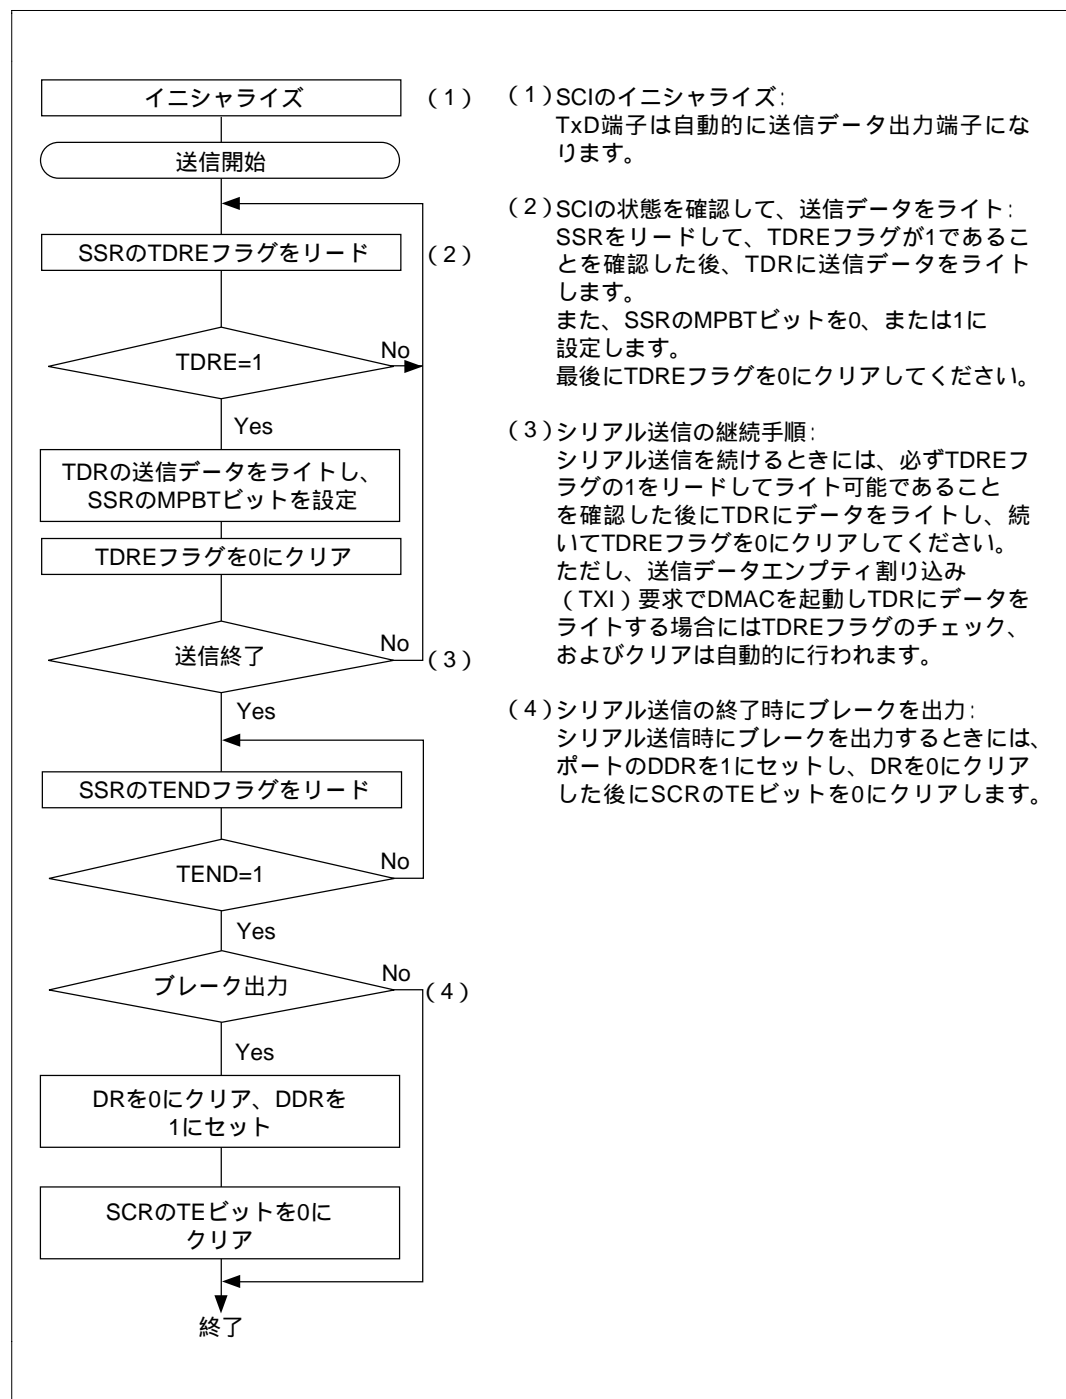 イニシャライズ
(1)
送信開始
SSRのTDREフラグをリード
(2)
TDRE=1
No
Yes
TDRの送信データをライトし、
SSRのMPBTビットを設定
TDREフラグを0にクリア
送信終了
No
(3)
Yes
SSRのTENDフラグをリード
TEND=1
No
Yes
ブレーク出力
No
(4)
Yes
DRを0にクリア、DDRを
1にセット
SCRのTEビットを0に
クリア
終了
(1)SCIのイニシャライズ:
TxD端子は自動的に送信データ出力端子にな
ります。
(2)SCIの状態を確認して、送信データをライト:
SSRをリードして、TDREフラグが1であるこ
とを確認した後、TDRに送信データをライト
します。
また、SSRのMPBTビットを0、または1に
設定します。
最後にTDREフラグを0にクリアしてください。
(3)シリアル送信の継続手順:
シリアル送信を続けるときには、必ずTDREフ
ラグの1をリードしてライト可能であること
を確認した後にTDRにデータをライトし、続
いてTDREフラグを0にクリアしてください。
ただし、送信データエンプティ割り込み
(TXI)要求でDMACを起動しTDRにデータを
ライトする場合にはTDREフラグのチェック、
およびクリアは自動的に行われます。
(4)シリアル送信の終了時にブレークを出力:
シリアル送信時にブレークを出力するときには、
ポートのDDRを1にセットし、DRを0にクリア
した後にSCRのTEビットを0にクリアします。